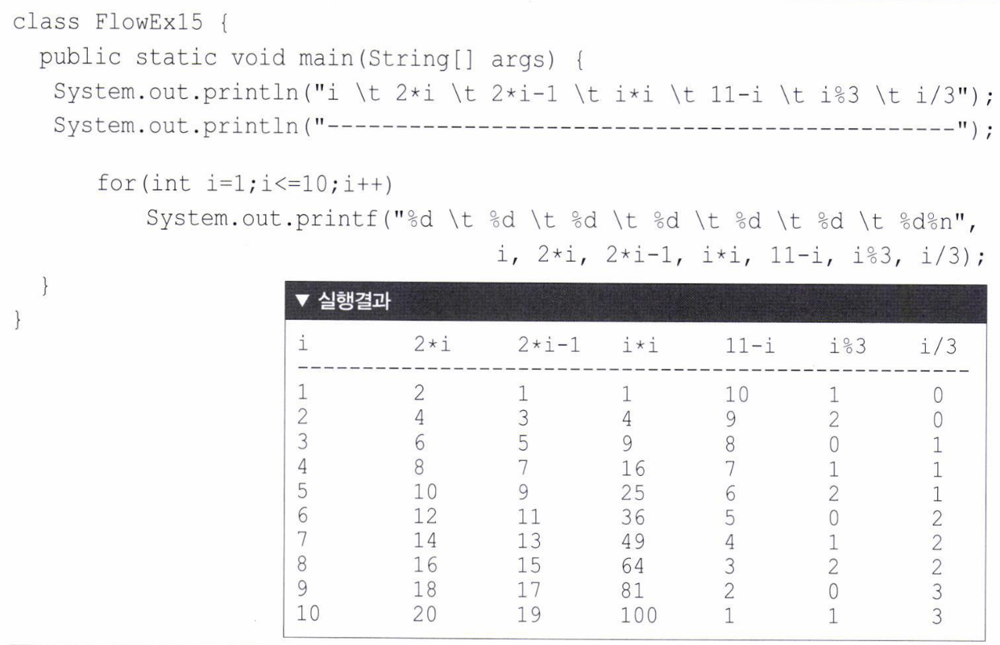 class FlowEx15 {
public static void main(String[] args) {
System.out.println("i \t 2*i \t 2*i-1 \t i*i \t 11-i \t i%3 \t i/3");
System.out.println("----------------------------------------------");
for(int i=1;i<=10;i++)
System.out.printf("%d \t %d \t %d \t %d \t %d \t %d \t %d%n",
i, 2*i, 2*i-1, i*i, 11-i, i%3, i/3);
}
}
▼ 실행결과
i 2*i 2*i-1 i*i 11-i i%3 i/3
----------------------------------------------------
1 2 1 1 10 1 0
2 4 3 4 9 2 0
3 6 5 9 8 0 1
4 8 7 16 7 1 1
5 10 9 25 6 2 1
6 12 11 36 5 0 2
7 14 13 49 4 1 2
8 16 15 64 3 2 2
9 18 17 81 2 0 3
10 20 19 100 1 1 3